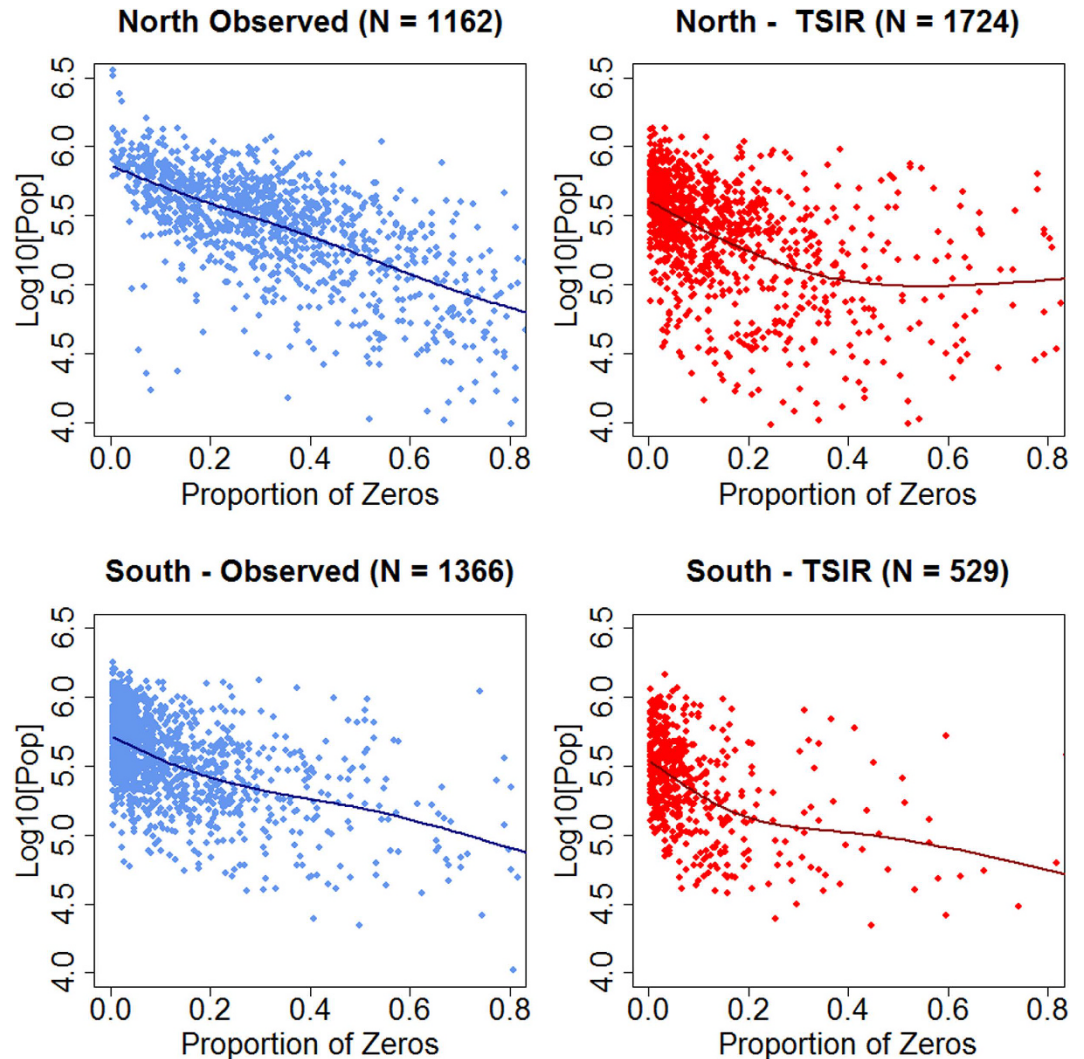 North Observed (N = 1162)
Log10[Pop]
6.5
6.0
5.5
5.0
4.5
4.0
0.0 0.2 0.4 0.6 0.8
Proportion of Zeros
North - TSIR (N = 1724)
Log10[Pop]
6.5
6.0
5.5
5.0
4.5
4.0
0.0 0.2 0.4 0.6 0.8
Proportion of Zeros
South - Observed (N = 1366)
Log10[Pop]
6.5
6.0
5.5
5.0
4.5
4.0
0.0 0.2 0.4 0.6 0.8
Proportion of Zeros
South - TSIR (N = 529)
Log10[Pop]
6.5
6.0
5.5
5.0
4.5
4.0
0.0 0.2 0.4 0.6 0.8
Proportion of Zeros